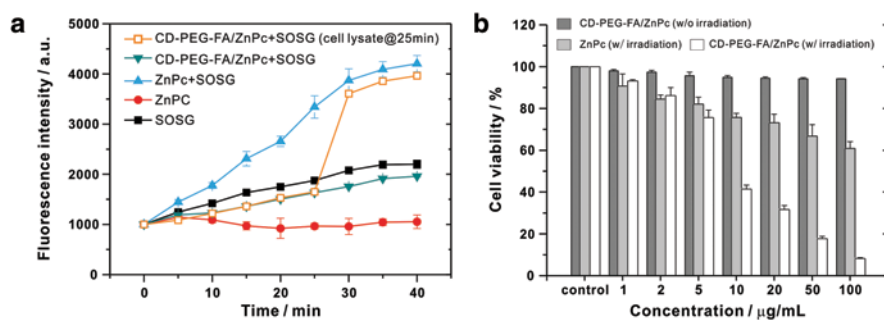 a
5000
4000
3000
2000
1000
0
Fluorescence intensity / a.u.
CD-PEG-FA/ZnPc+SOSG (cell lysate@25min)
CD-PEG-FA/ZnPc+SOSG
ZnPc+SOSG
ZnPC
SOSG
0 10 20 30 40
Time / min
b
120
100
80
60
40
20
0
Cell viability / %
CD-PEG-FA/ZnPc (w/o irradiation)
ZnPc (w/ irradiation) CD-PEG-FA/ZnPc (w/ irradiation)
control 1 2 5 10 20 50 100
Concentration / μg/mL